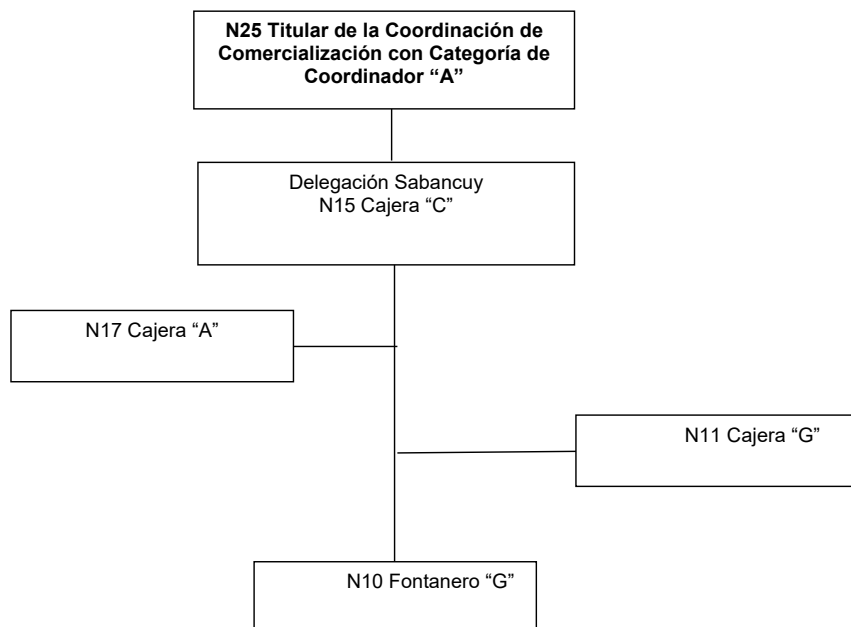 N25 Titular de la Coordinación de
Comercialización con Categoría de
Coordinador “A”
Delegación Sabancuy
N15 Cajera “C”
N17 Cajera “A”
N11 Cajera “G”
N10 Fontanero “G”